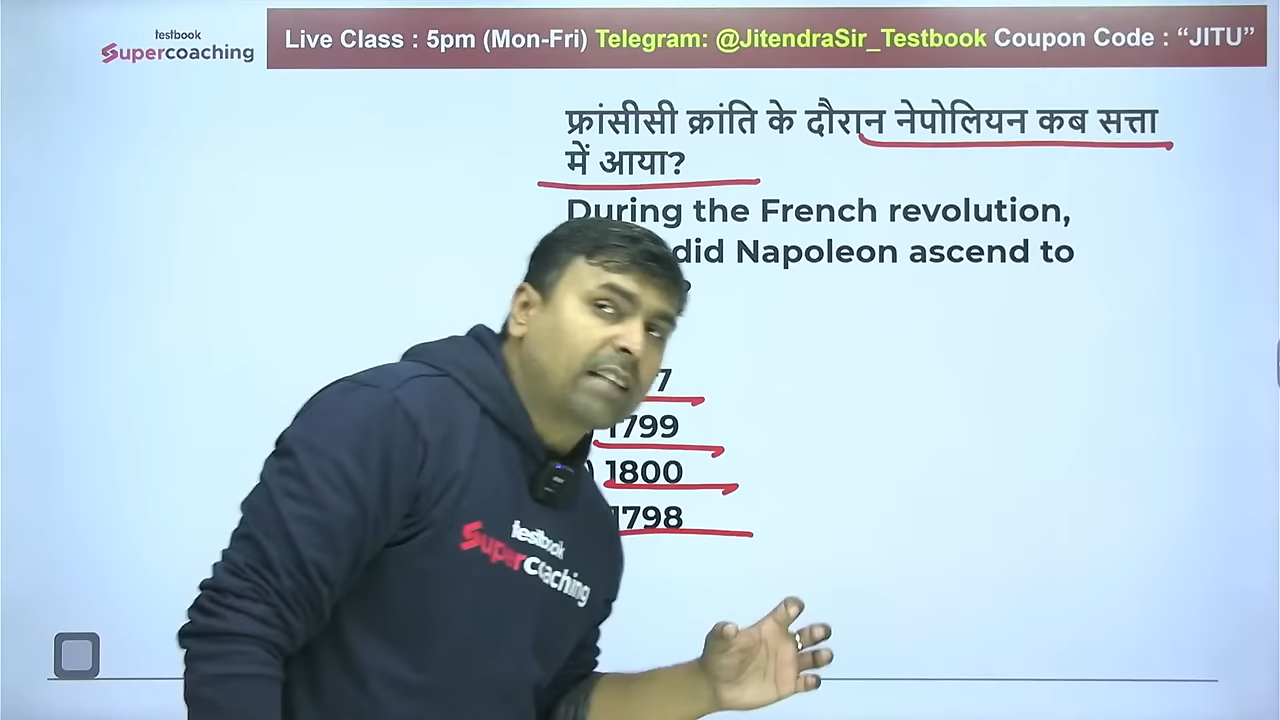 testbook
Supercoaching
Live Class : 5pm (Mon-Fri) Telegram: @JitendraSir_Testbook Coupon Code : “JITU”
फ्रांसीसी क्रांति के दौरान नेपोलियन कब सत्ता
में आया?
During the French revolution,
did Napoleon ascend to
?
7
) 1799
) 1800
1798
testbook
Supercoaching